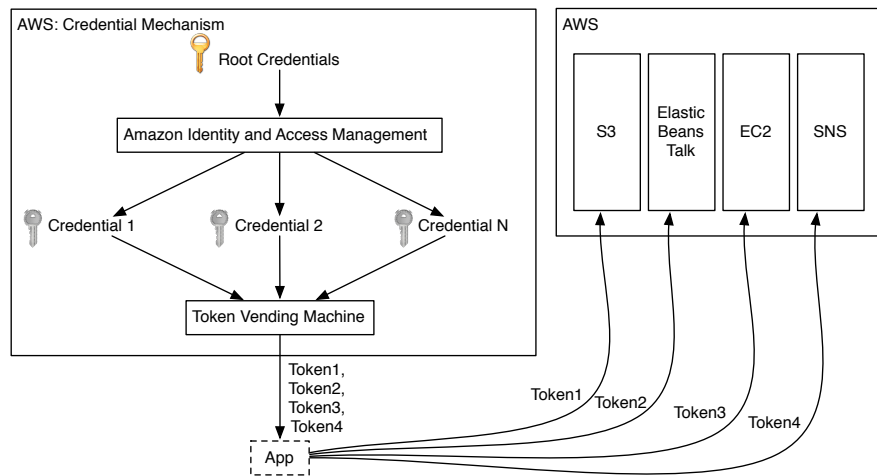 AWS: Credential Mechanism
Root Credentials
Amazon Identity and Access Management
Credential 1
Credential 2
Credential N
Token Vending Machine
Token1,
Token2,
Token3,
Token4
App
AWS
S3
Elastic
Beans
Talk
EC2
SNS
Token1
Token2
Token3
Token4